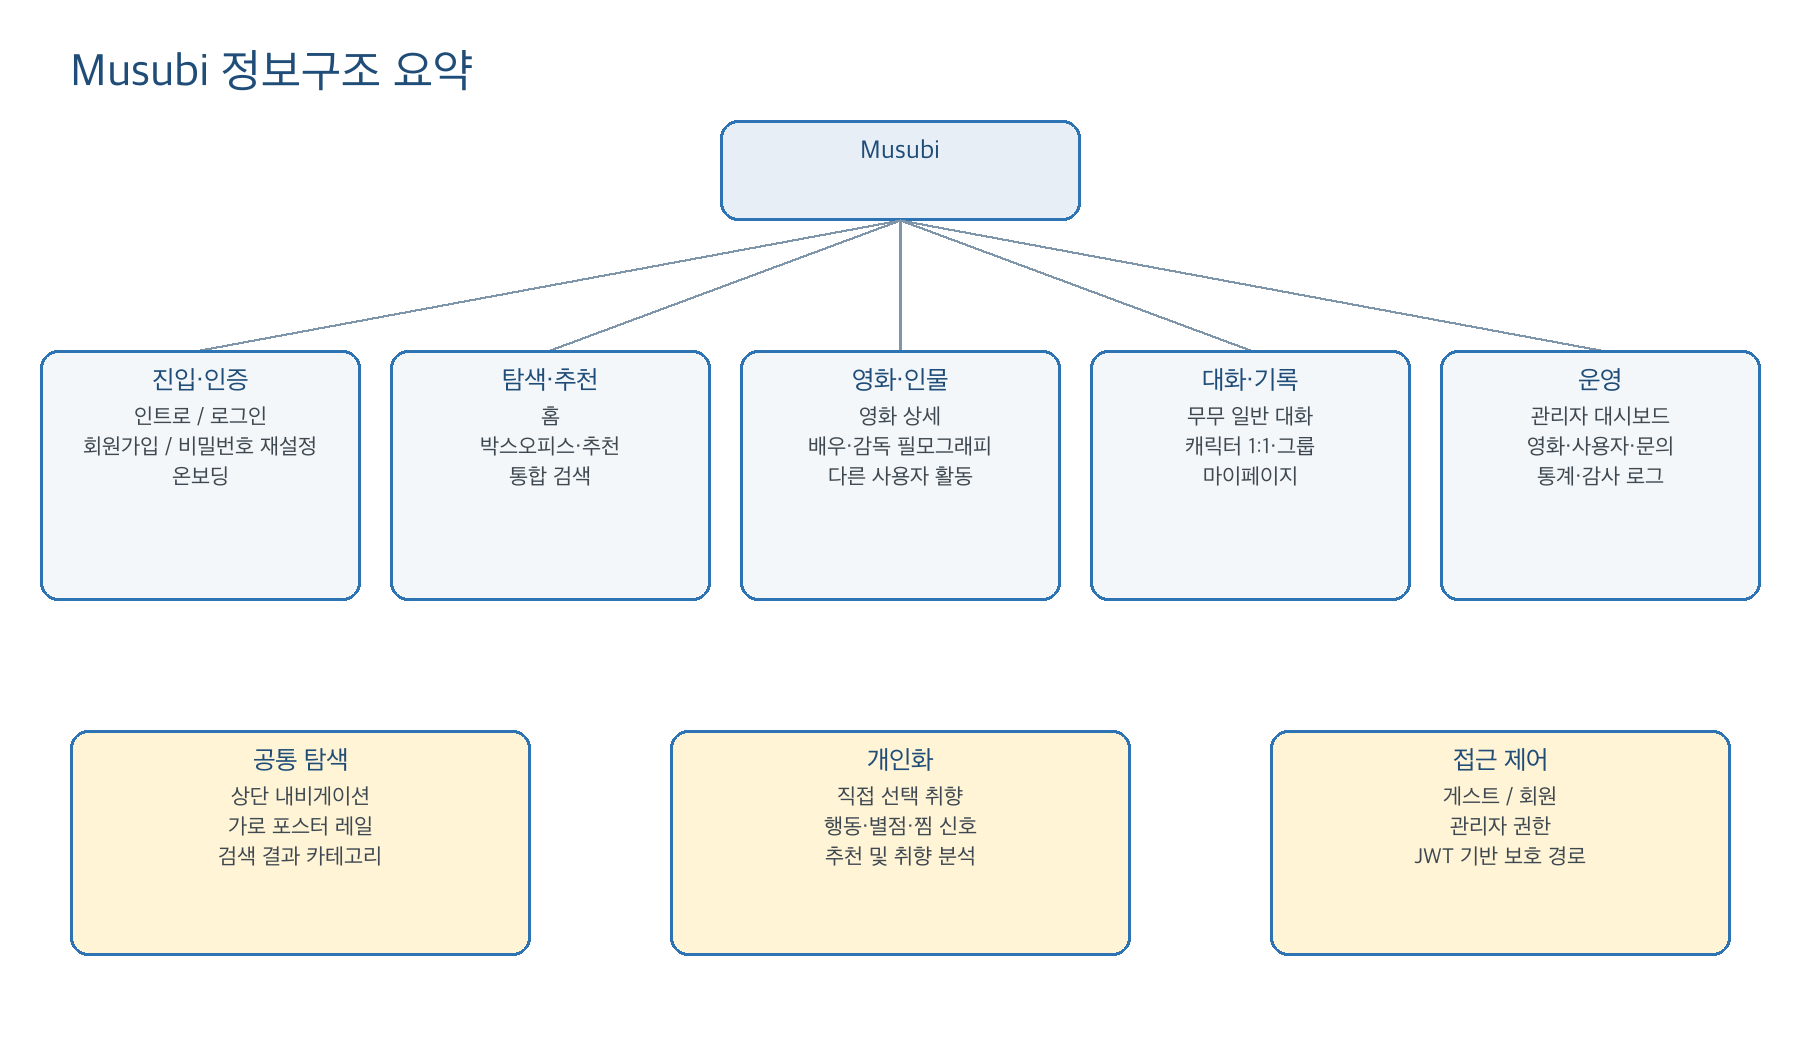 Musubi 정보구조 요약
Musubi
진입·인증
인트로 / 로그인
회원가입 / 비밀번호 재설정
온보딩
탐색·추천
홈
박스오피스·추천
통합 검색
영화·인물
영화 상세
배우·감독 필모그래피
다른 사용자 활동
대화·기록
무무 일반 대화
캐릭터 1:1·그룹
마이페이지
운영
관리자 대시보드
영화·사용자·문의
통계·감사 로그
공통 탐색
상단 내비게이션
가로 포스터 레일
검색 결과 카테고리
개인화
직접 선택 취향
행동·별점·찜 신호
추천 및 취향 분석
접근 제어
게스트 / 회원
관리자 권한
JWT 기반 보호 경로